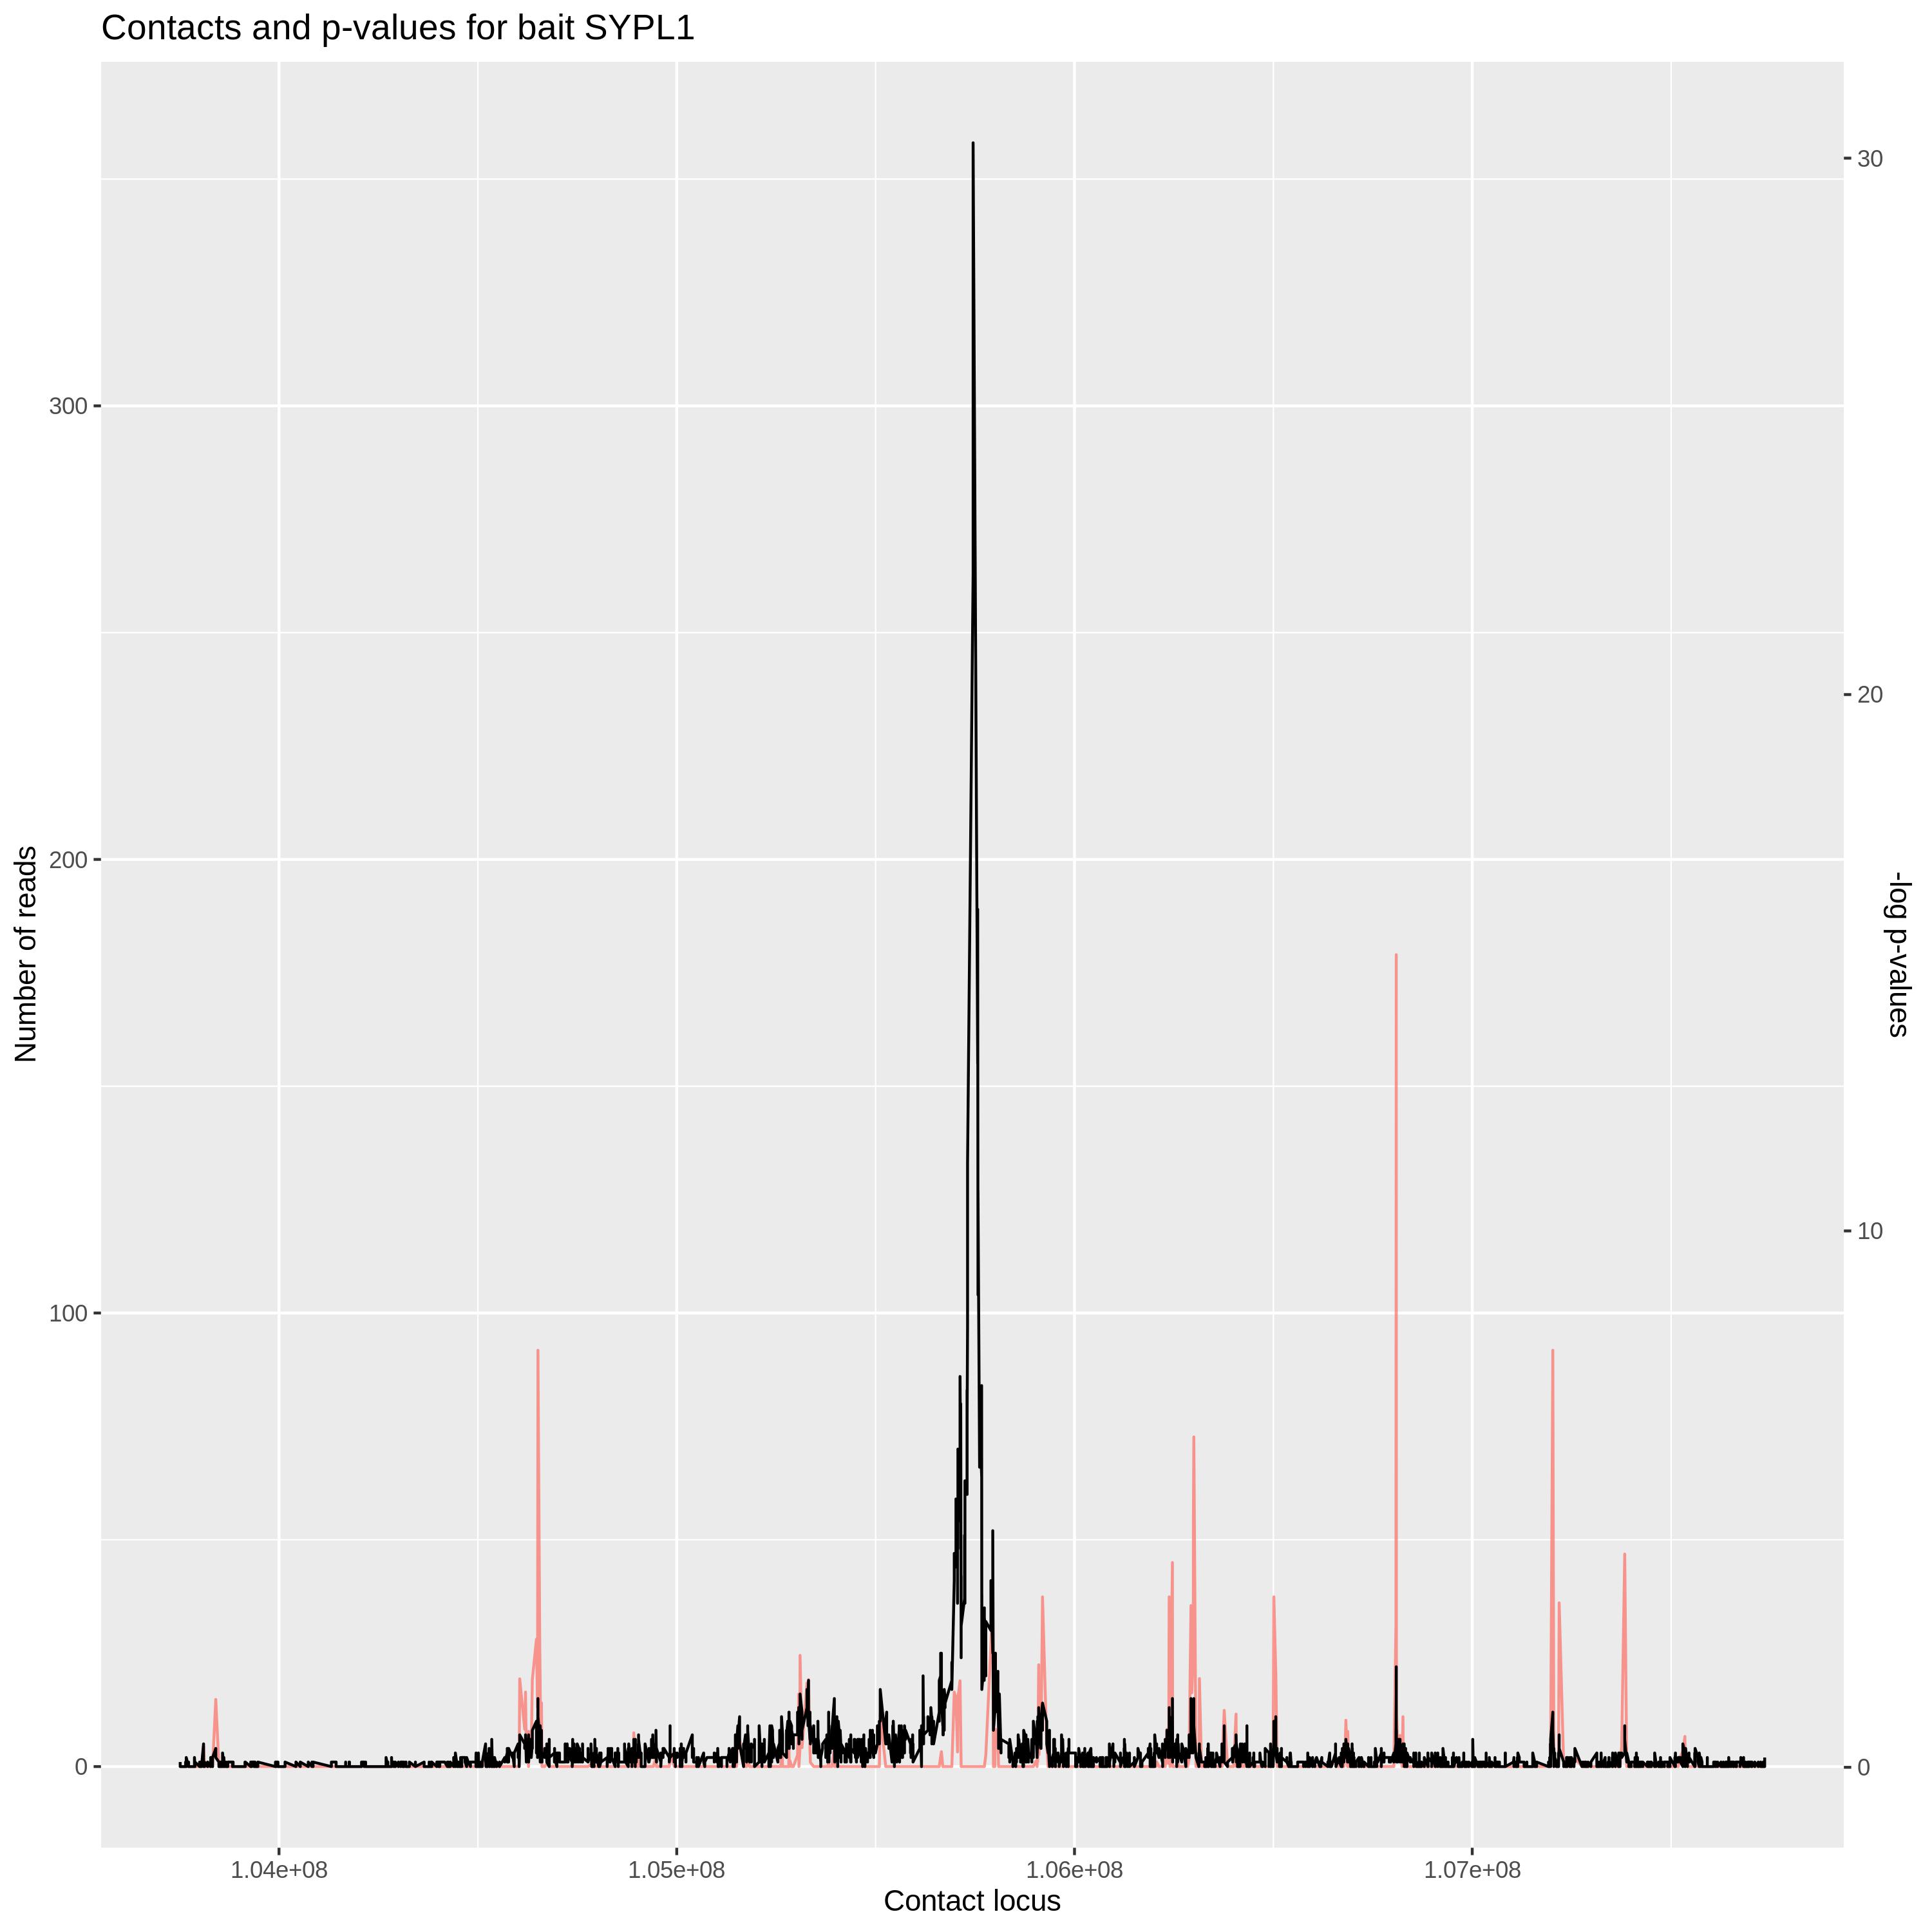 Contacts and p-values for bait SYPL1
Number of reads
300
200
100
0
30
20
10
0
-log p-values
1.04e+08 1.05e+08 1.06e+08 1.07e+08
Contact locus